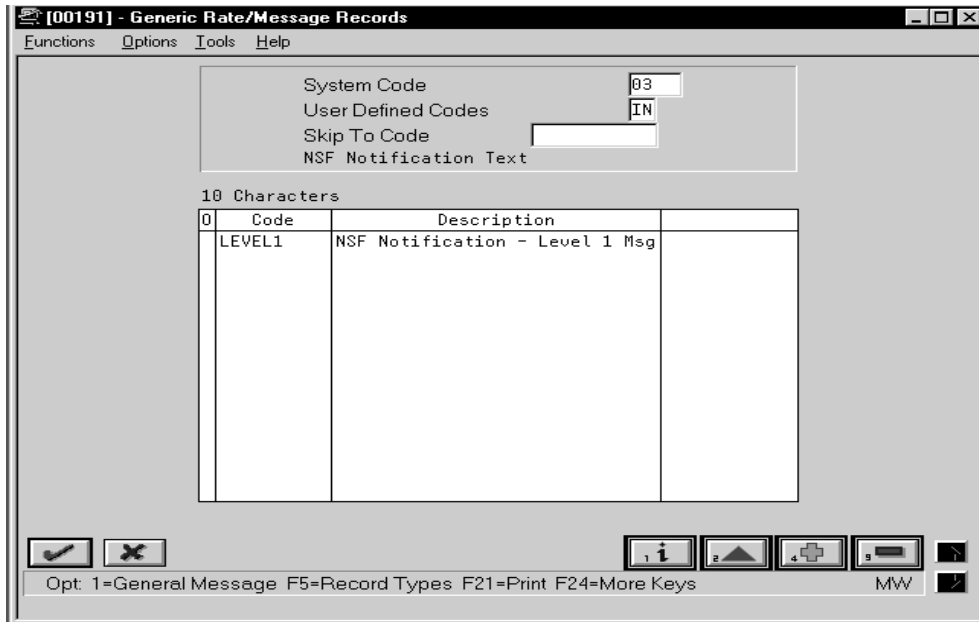 [00191] - Generic Rate/Message Records
Functions Options Tools Help
System Code 03
User Defined Codes IN
Skip To Code
NSF Notification Text
10 Characters
O Code Description
LEVEL1 NSF Notification - Level 1 Msg
1 i 2 4 9
Opt: 1=General Message F5=Record Types F21=Print F24=More Keys MW